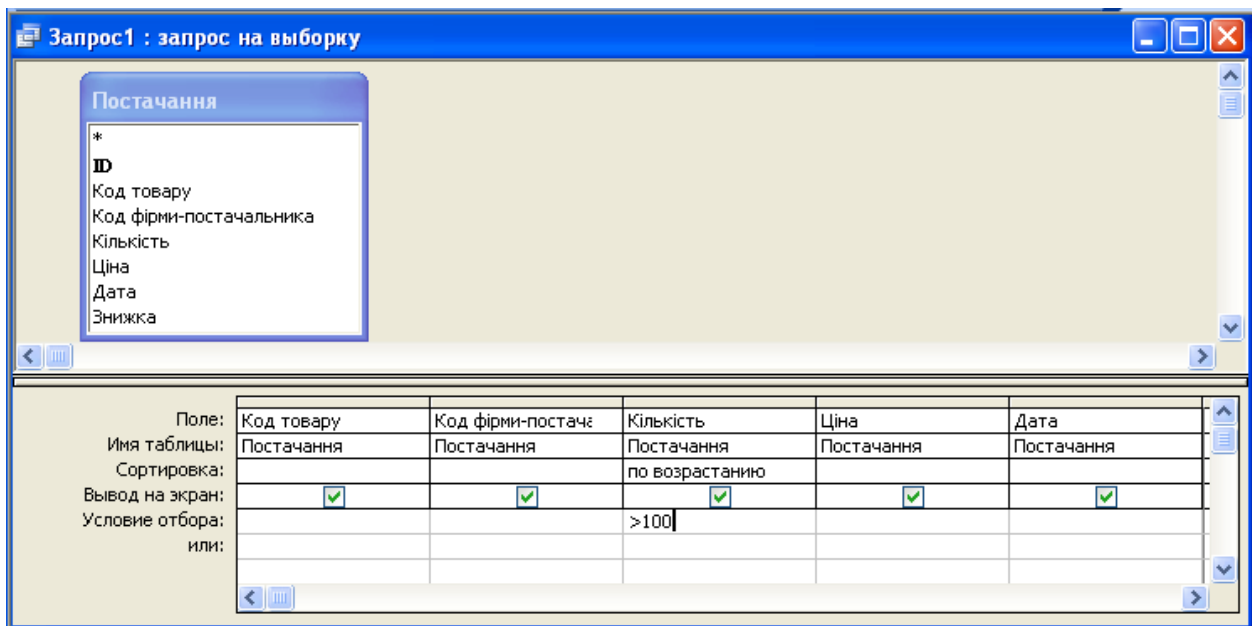 Запрос1 : запрос на выборку
Постачання
*
ID
Код товару
Код фірми-постачальника
Кількість
Ціна
Дата
Знижка
Поле: Код товару Код фірми-постача Кількість Ціна Дата
Имя таблицы: Постачання Постачання Постачання Постачання Постачання
Сортировка: по возрастанию
Вывод на экран:
Условие отбора: >100
или: